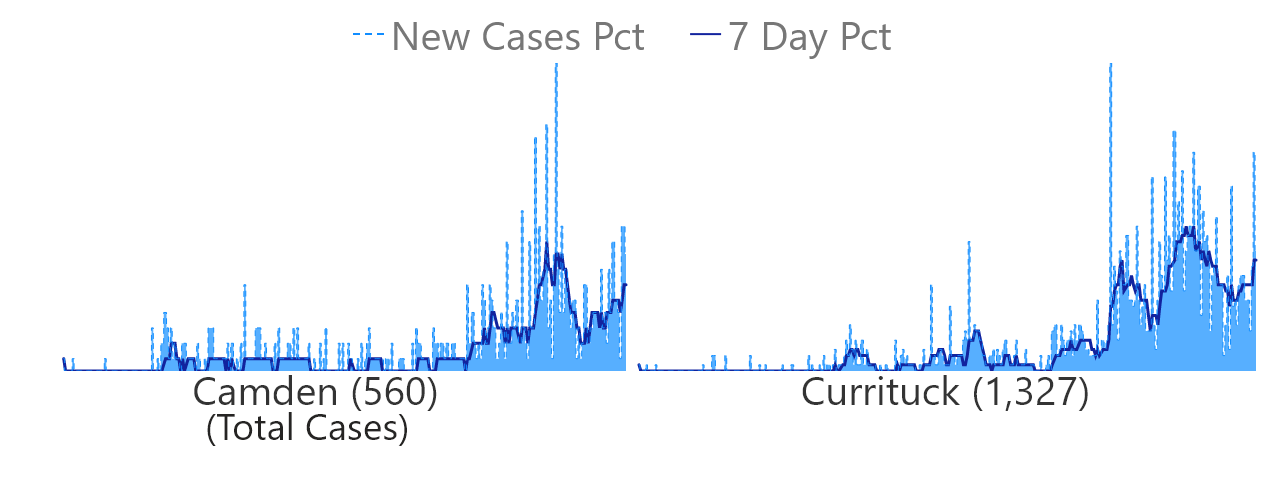 New Cases Pct 7 Day Pct
Camden (560) Currituck (1,327)
(Total Cases)